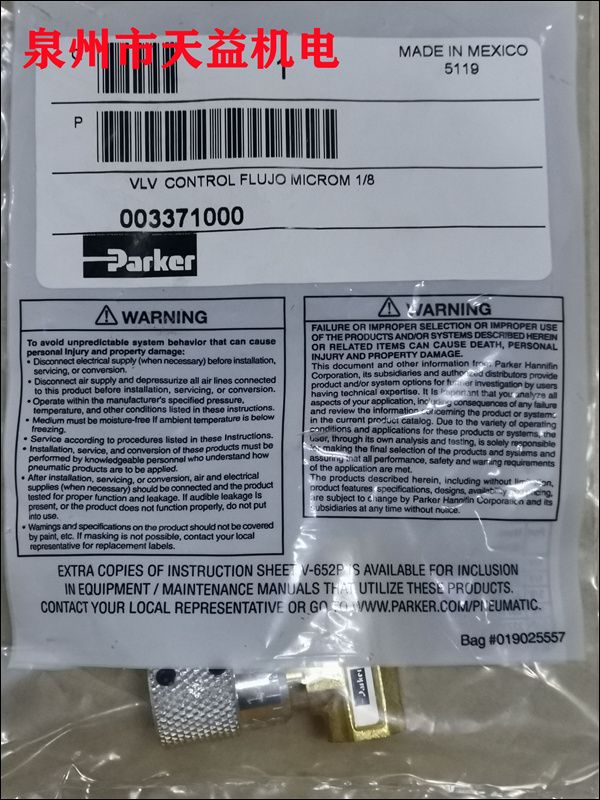 泉州市天益机电
Q
1
MADE IN MEXICO
5119
P
VLV CONTROL FLUJO MICROM 1/8
003371000
Parker
WARNING
To avoid unpredictable system behavior that can cause
personal injury and property damage:
• Disconnect electrical supply (when necessary) before installation,
servicing, or conversion.
• Disconnect air supply and depressurize all air lines connected
to this product before installation, servicing, or conversion.
• Operate within the manufacturer's specified pressure,
temperature, and other conditions listed in these instructions.
• Medium must be moisture-free if ambient temperature is below
freezing.
• Service according to procedures listed in these instructions.
• Installation, service, and conversion of these products must be
performed by knowledgeable personnel who understand how
pneumatic products are to be applied.
• After installation, servicing, or conversion, air and electrical
supplies (when necessary) should be connected and the product
tested for proper function and leakage. If audible leakage is
present, or the product does not function properly, do not put
into use.
• Warnings and specifications on the product should not be covered
by paint, etc. If masking is not possible, contact your local
representative for replacement labels.
WARNING
FAILURE OR IMPROPER SELECTION OR IMPROPER USE
OF THE PRODUCTS AND/OR SYSTEMS DESCRIBED HEREIN
OR RELATED ITEMS CAN CAUSE DEATH, PERSONAL
INJURY AND PROPERTY DAMAGE.
This document and other information from Parker Hannifin
Corporation, its subsidiaries and authorized distributors provide
product and/or system options for further investigation by users
having technical expertise. It is important that you analyze all
aspects of your application, including consequences of any failure
and review the information concerning the product or systems
in the current product catalog. Due to the variety of operating
conditions and applications for these products or systems, the
user, through its own analysis and testing, is solely responsible
for making the final selection of the products and systems and
assuring that all performance, safety and warning requirements
of the application are met.
The products described herein, including without limitation,
product features, specifications, designs, availability and pricing,
are subject to change by Parker Hannifin Corporation and its
subsidiaries at any time without notice.
EXTRA COPIES OF INSTRUCTION SHEET V-652P IS AVAILABLE FOR INCLUSION
IN EQUIPMENT / MAINTENANCE MANUALS THAT UTILIZE THESE PRODUCTS.
CONTACT YOUR LOCAL REPRESENTATIVE OR GO TO WWW.PARKER.COM/PNEUMATIC.
Bag #019025557
Parker